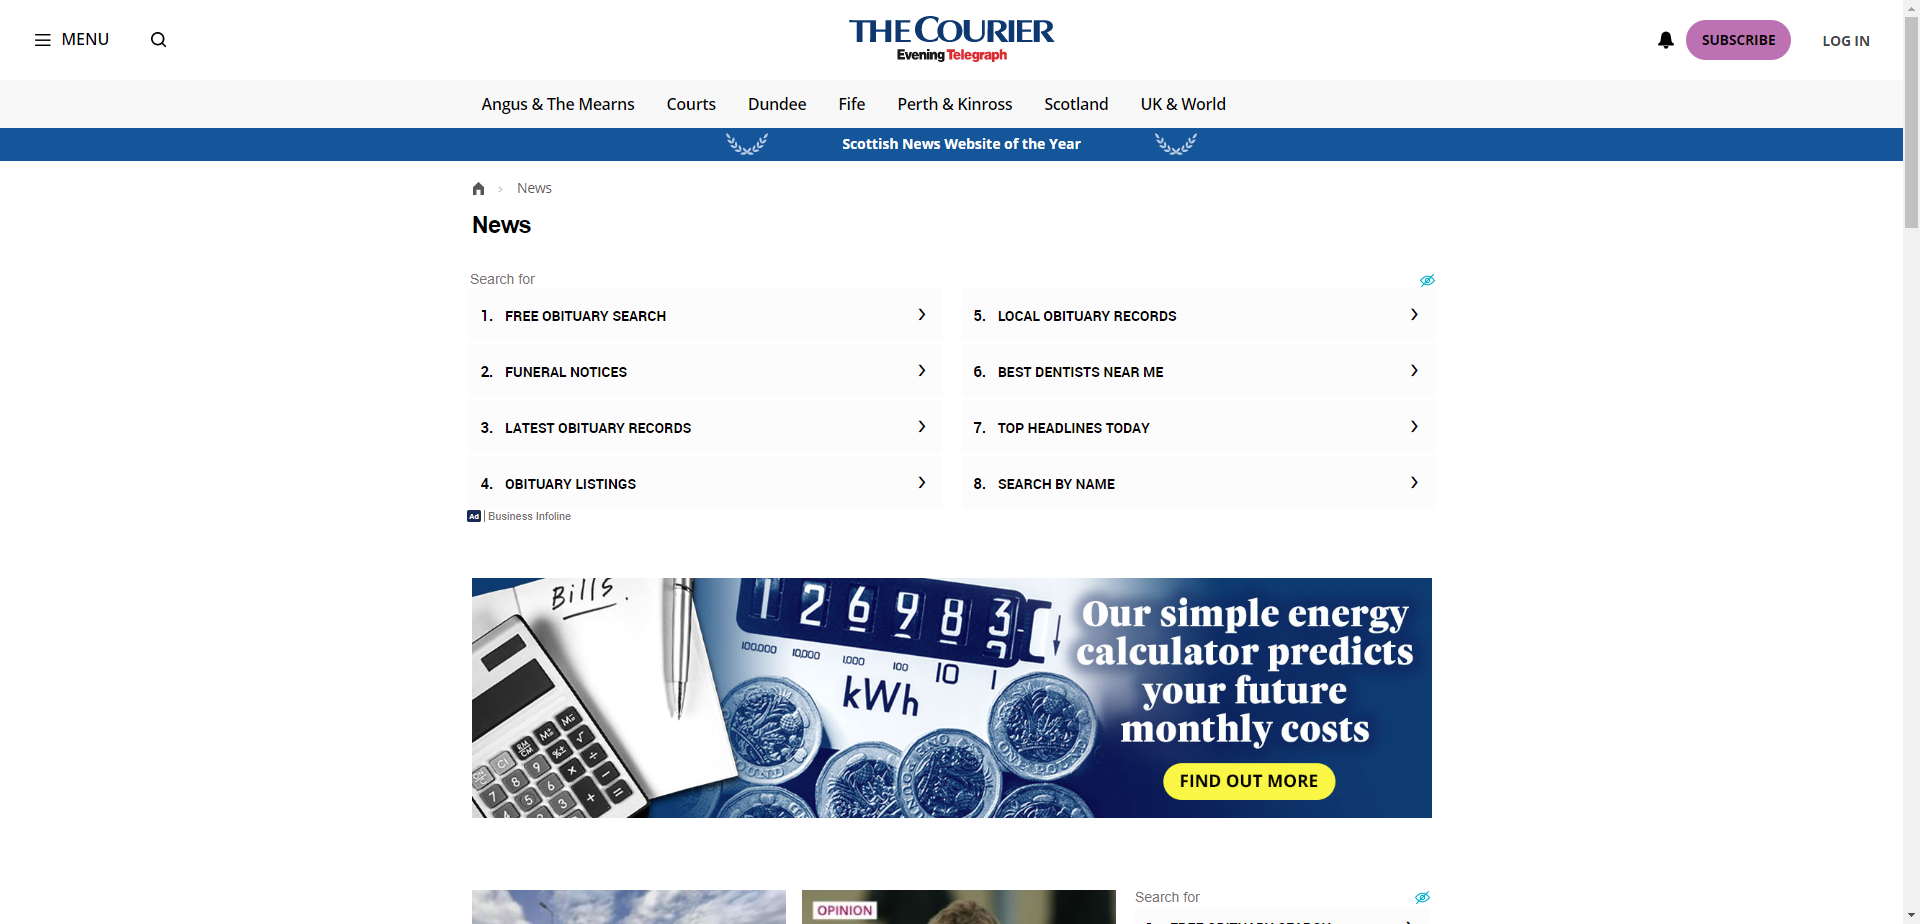 MENU
THE COURIER
Evening Telegraph
SUBSCRIBE
LOG IN
Angus & The Mearns
Courts
Dundee
Fife
Perth & Kinross
Scotland
UK & World
Scottish News Website of the Year
News
News
Search for
1. FREE OBITUARY SEARCH
2. FUNERAL NOTICES
3. LATEST OBITUARY RECORDS
4. OBITUARY LISTINGS
5. LOCAL OBITUARY RECORDS
6. BEST DENTISTS NEAR ME
7. TOP HEADLINES TODAY
8. SEARCH BY NAME
Ad | Business Infoline
Bills.
1 2 6 9 8 3
100,000 10,000 1,000 100 10 1
kWh
Our simple energy
calculator predicts
your future
monthly costs
FIND OUT MORE
OPINION
Search for